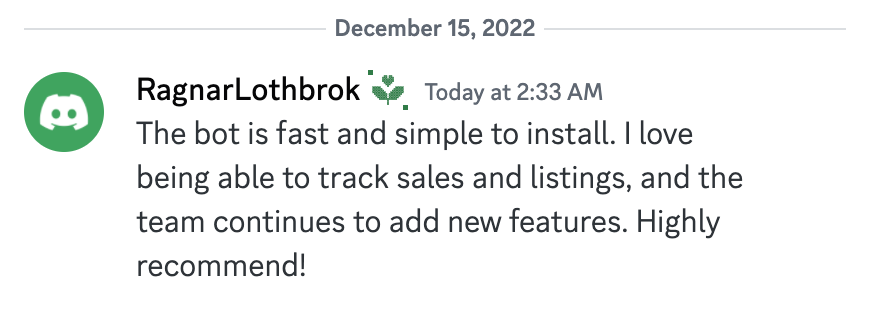 December 15, 2022
RagnarLothbrok Today at 2:33 AM
The bot is fast and simple to install. I love
being able to track sales and listings, and the
team continues to add new features. Highly
recommend!